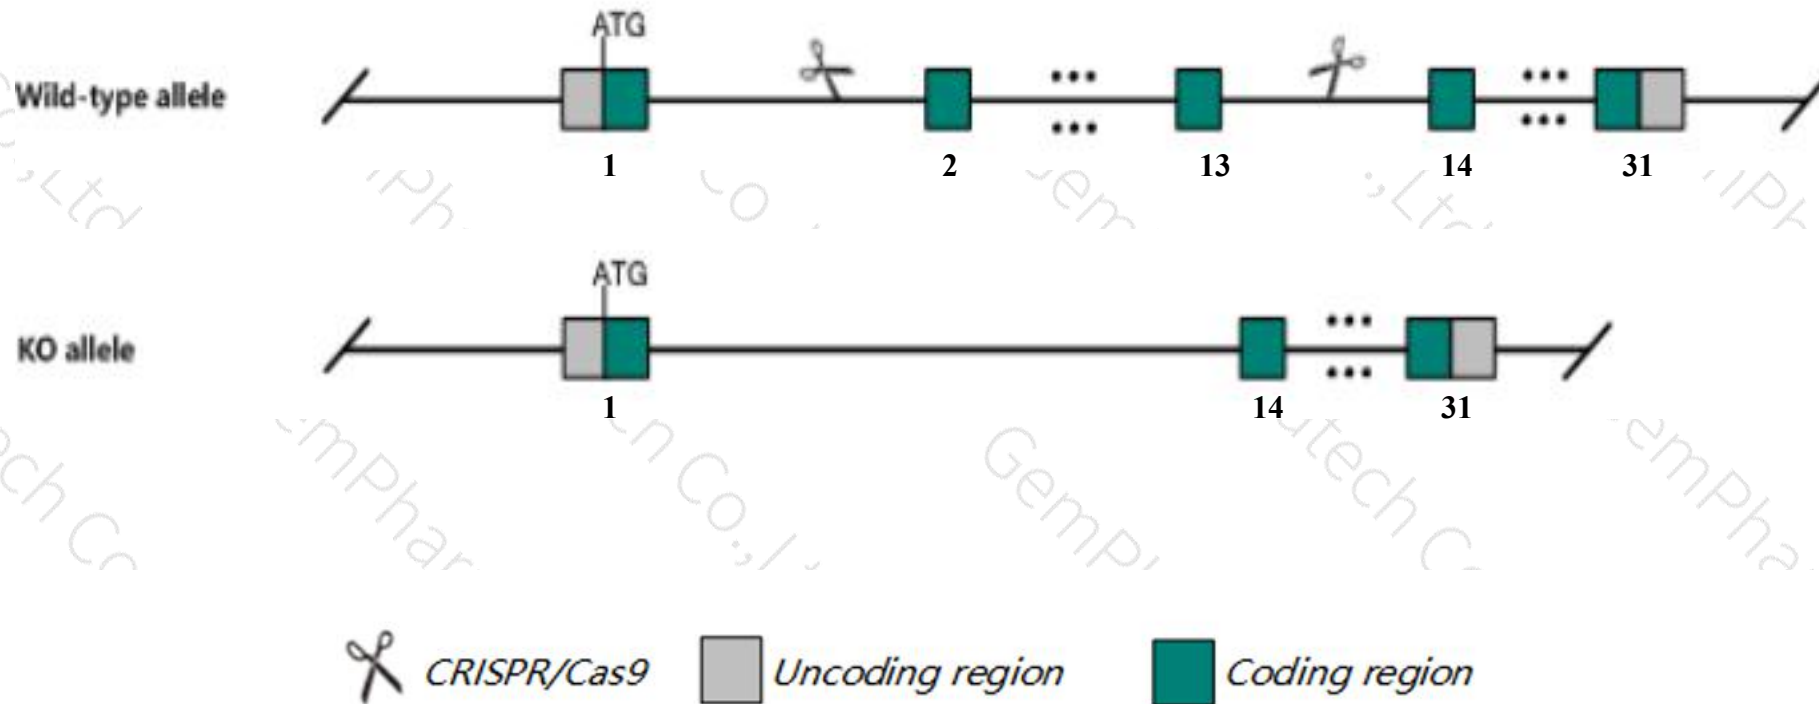 ATG
Wild-type allele
1 2 ... 13 ... 14 ... 31
ATG
KO allele
1 14 ... 31
CRISPR/Cas9 Uncoding region Coding region